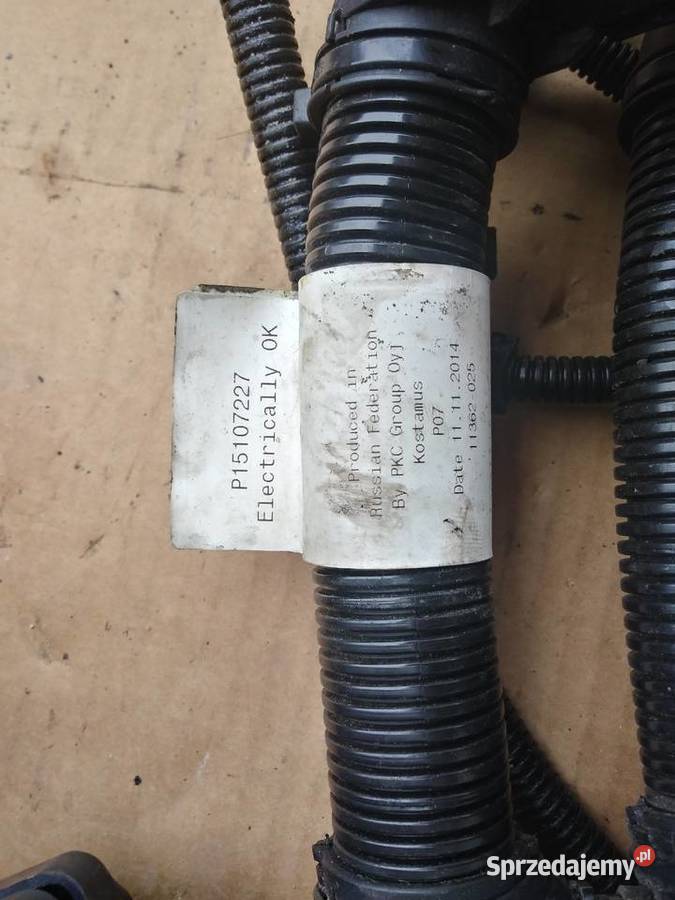 P15107227
Electrically OK
Produced in
Russian Federation
By PKC Group Oyj
Kostamus
P07
Date 11.11.2014
11362 025
Sprzedajemy.pl